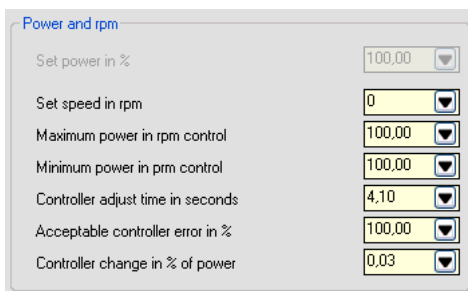 Power and rpm
Set power in % 100,00
Set speed in rpm 0
Maximum power in rpm control 100,00
Minimum power in prm control 100,00
Controller adjust time in seconds 4,10
Acceptable controller error in % 100,00
Controller change in % of power 0,03